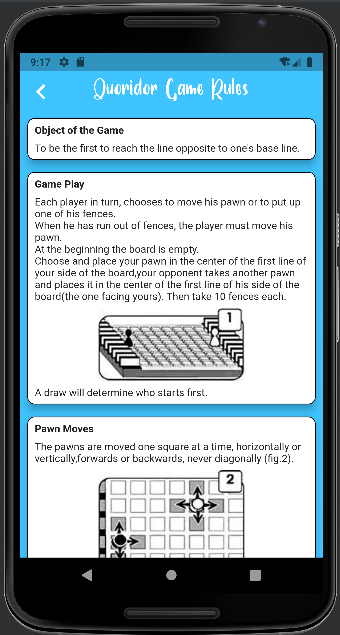 9:17
Quoridor Game Rules
Object of the Game
To be the first to reach the line opposite to one's base line.
Game Play
Each player in turn, chooses to move his pawn or to put up
one of his fences.
When he has run out of fences, the player must move his
pawn.
At the beginning the board is empty.
Choose and place your pawn in the center of the first line of
your side of the board,your opponent takes another pawn
and places it in the center of the first line of his side of the
board(the one facing yours). Then take 10 fences each.
1
A draw will determine who starts first.
Pawn Moves
The pawns are moved one square at a time, horizontally or
vertically,forwards or backwards, never diagonally (fig.2).
2